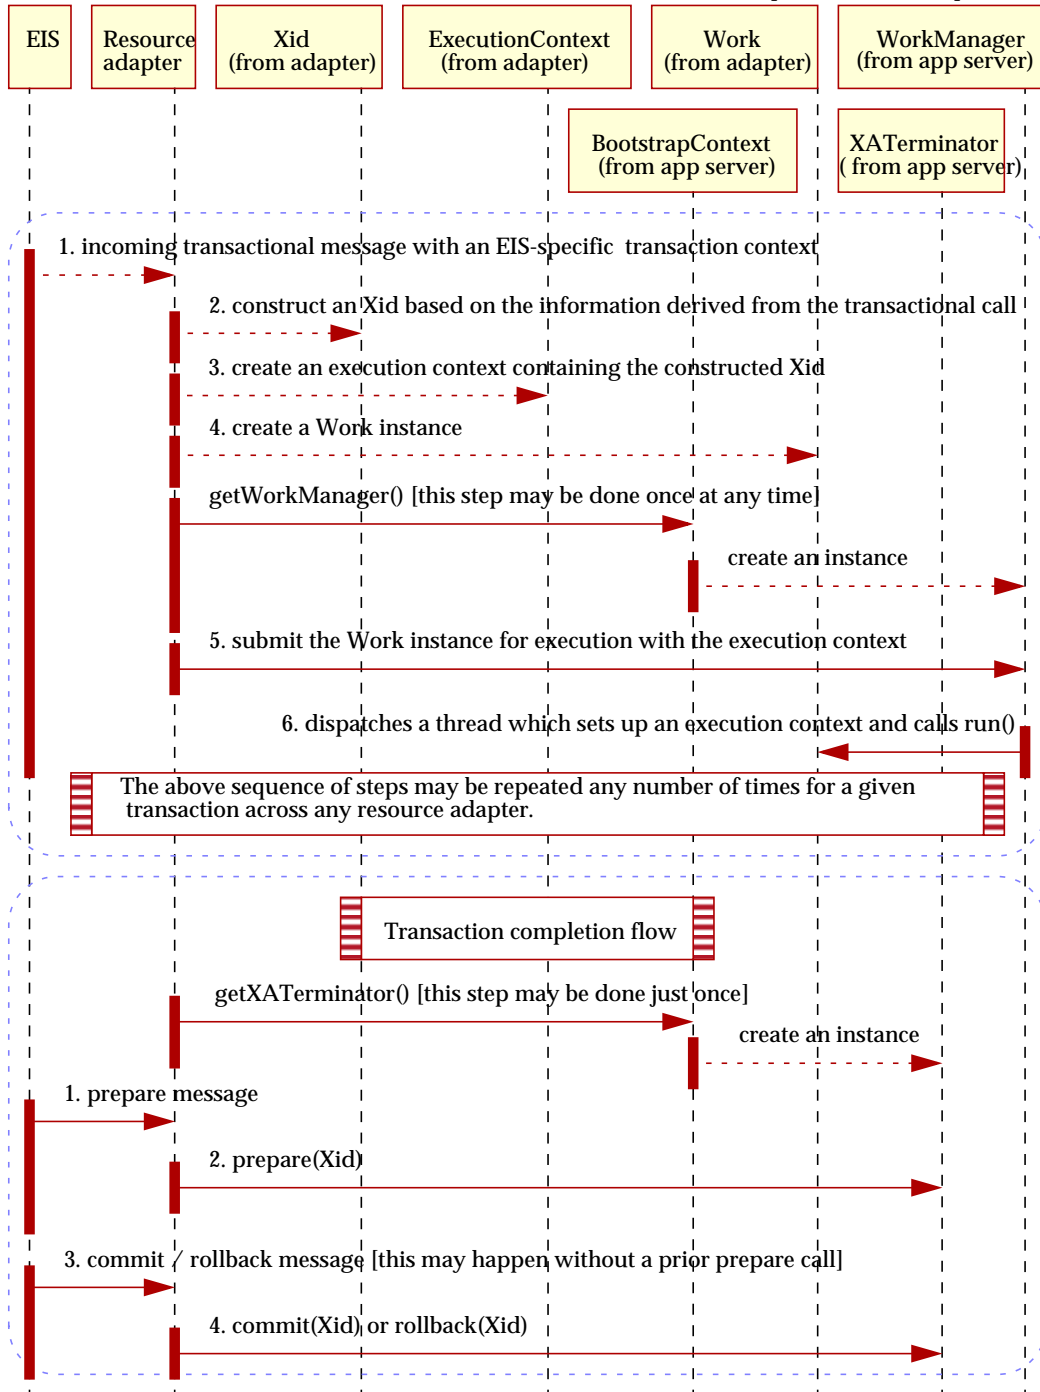 EIS
Resource
adapter
Xid
(from adapter)
ExecutionContext
(from adapter)
Work
(from adapter)
WorkManager
(from app server)
BootstrapContext
(from app server)
XATerminator
( from app server)
1. incoming transactional message with an EIS-specific transaction context
2. construct an Xid based on the information derived from the transactional call
3. create an execution context containing the constructed Xid
4. create a Work instance
getWorkManager() [this step may be done once at any time]
create an instance
5. submit the Work instance for execution with the execution context
6. dispatches a thread which sets up an execution context and calls run()
The above sequence of steps may be repeated any number of times for a given
transaction across any resource adapter.
Transaction completion flow
getXATerminator() [this step may be done just once]
create an instance
1. prepare message
2. prepare(Xid)
3. commit / rollback message [this may happen without a prior prepare call]
4. commit(Xid) or rollback(Xid)